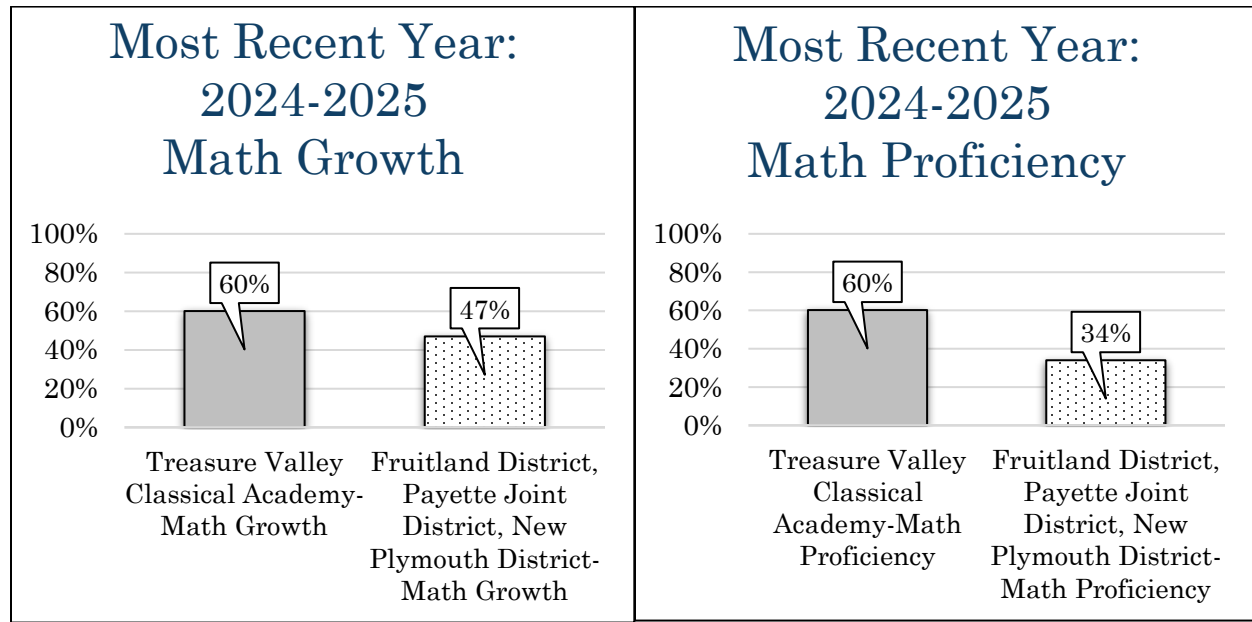 Most Recent Year:
2024-2025
Math Growth
100%
80%
60%
40%
20%
0%
60%
47%
Treasure Valley
Classical Academy-
Math Growth
Fruitland District,
Payette Joint
District, New
Plymouth District-
Math Growth
Most Recent Year:
2024-2025
Math Proficiency
100%
80%
60%
40%
20%
0%
60%
34%
Treasure Valley
Classical
Academy-Math
Proficiency
Fruitland District,
Payette Joint
District, New
Plymouth District-
Math Proficiency